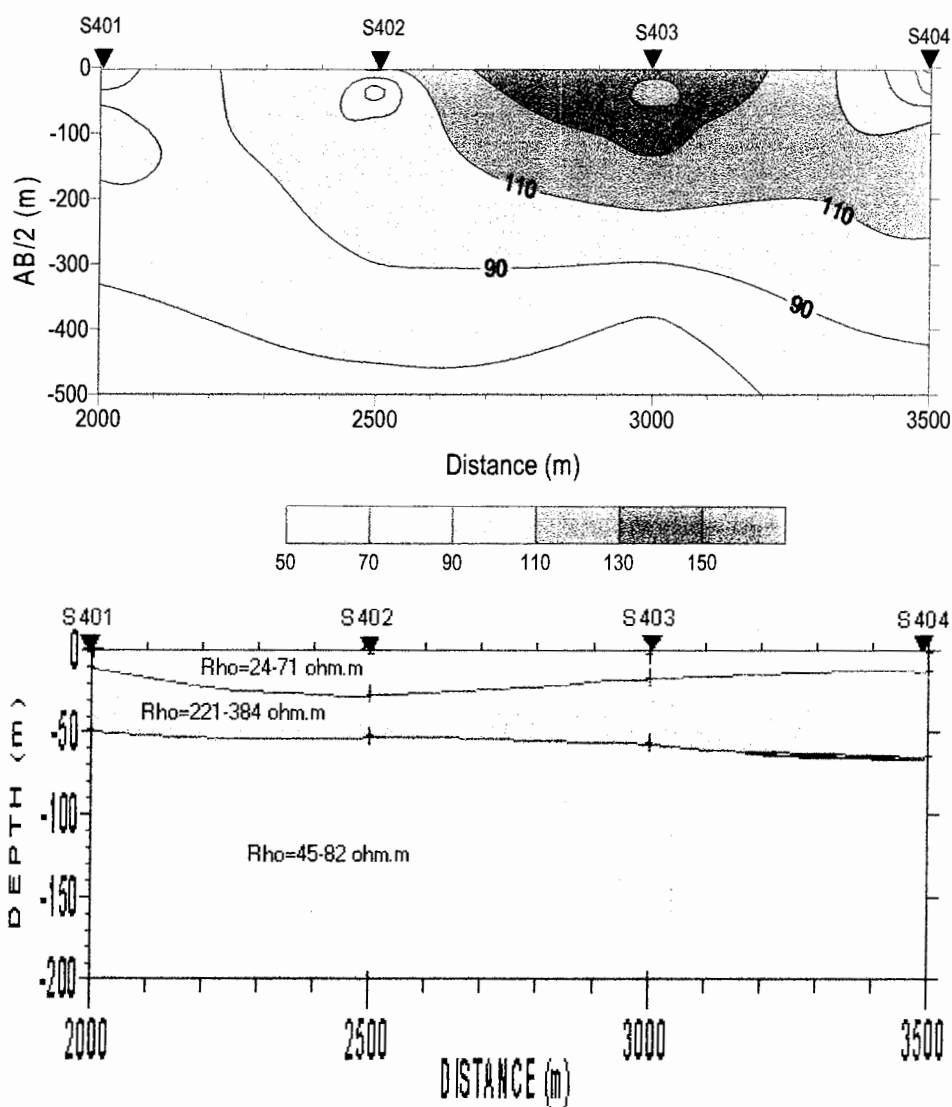 S401 S402 S403 S404
0
-100
-200
-300
-400
-500
AB/2 (m)
110
110
90
90
2000 2500 3000 3500
Distance (m)
50 70 90 110 130 150
S401 S402 S403 S404
0
-50
-100
-150
-200
DEPTH (m)
Rho=24-71 ohm.m
Rho=221-384 ohm.m
Rho=45-82 ohm.m
2000 2500 3000 3500
DISTANCE (m)